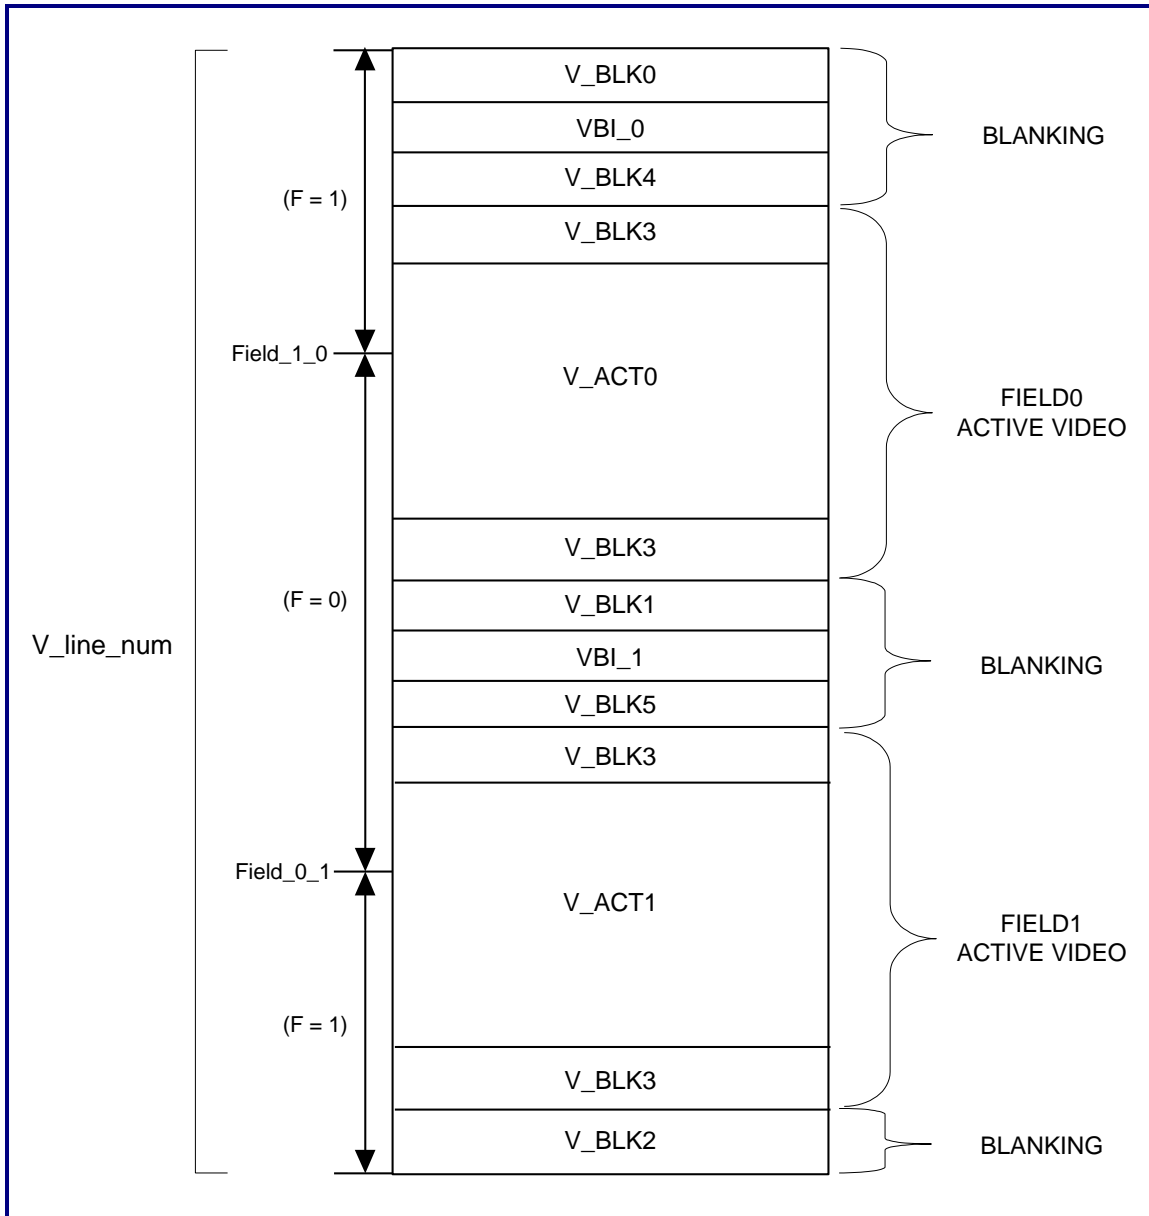 V_BLK0
VBI_0
BLANKING
V_BLK4
(F = 1)
V_BLK3
Field_1_0
V_ACT0
FIELD0
ACTIVE VIDEO
V_BLK3
(F = 0)
V_BLK1
V_line_num
VBI_1
BLANKING
V_BLK5
V_BLK3
Field_0_1
V_ACT1
FIELD1
ACTIVE VIDEO
(F = 1)
V_BLK3
V_BLK2
BLANKING